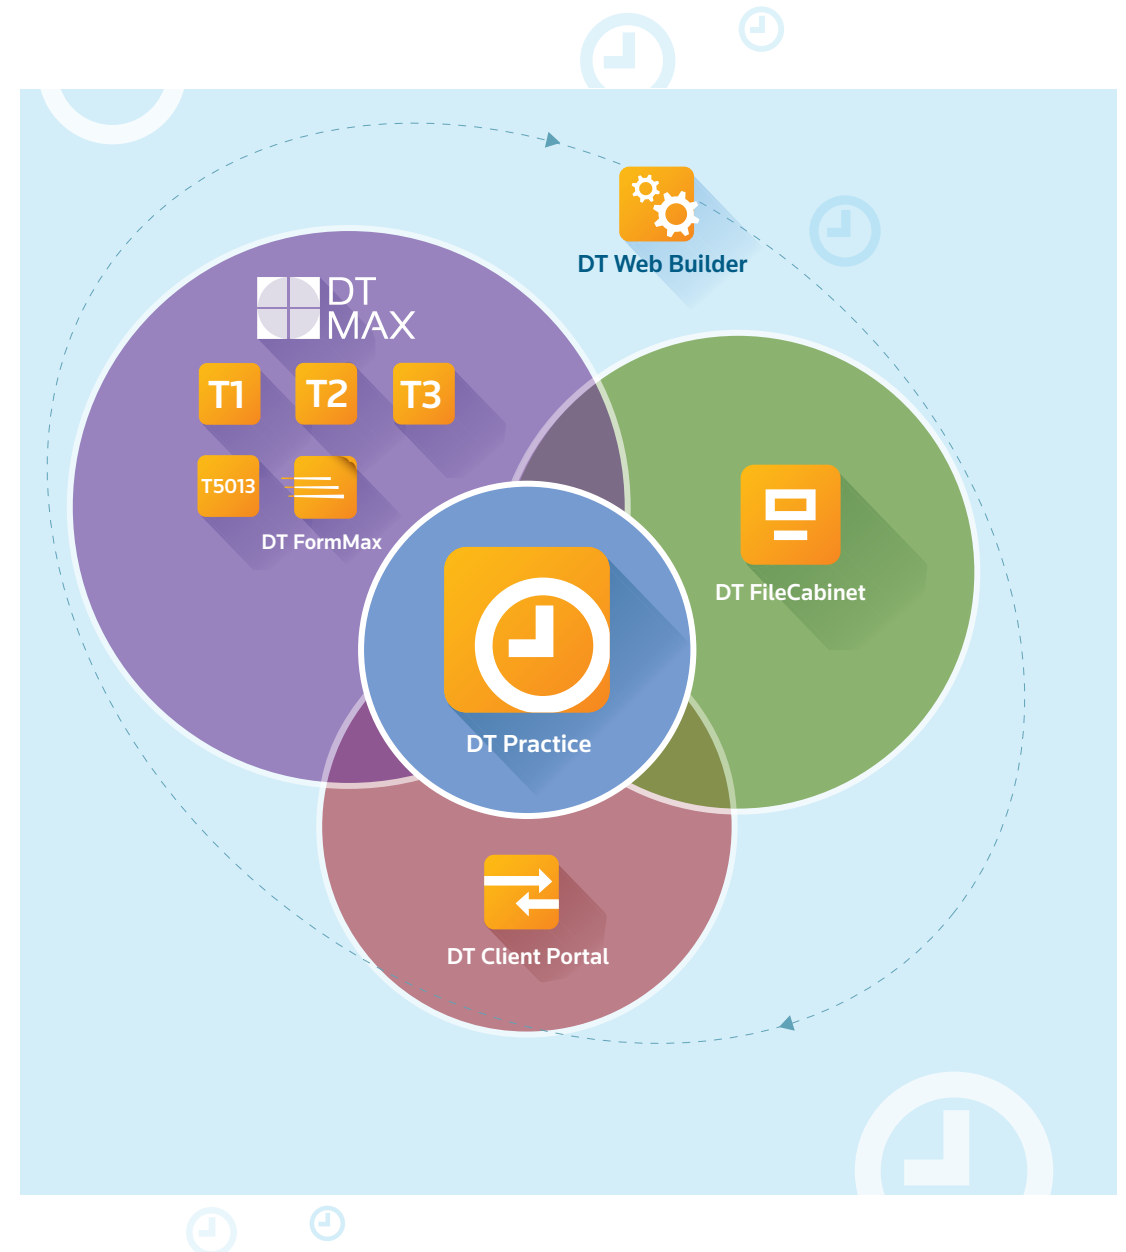 DT Web Builder
DT
MAX
T1
T2
T3
T5013
DT FormMax
DT FileCabinet
DT Practice
DT Client Portal